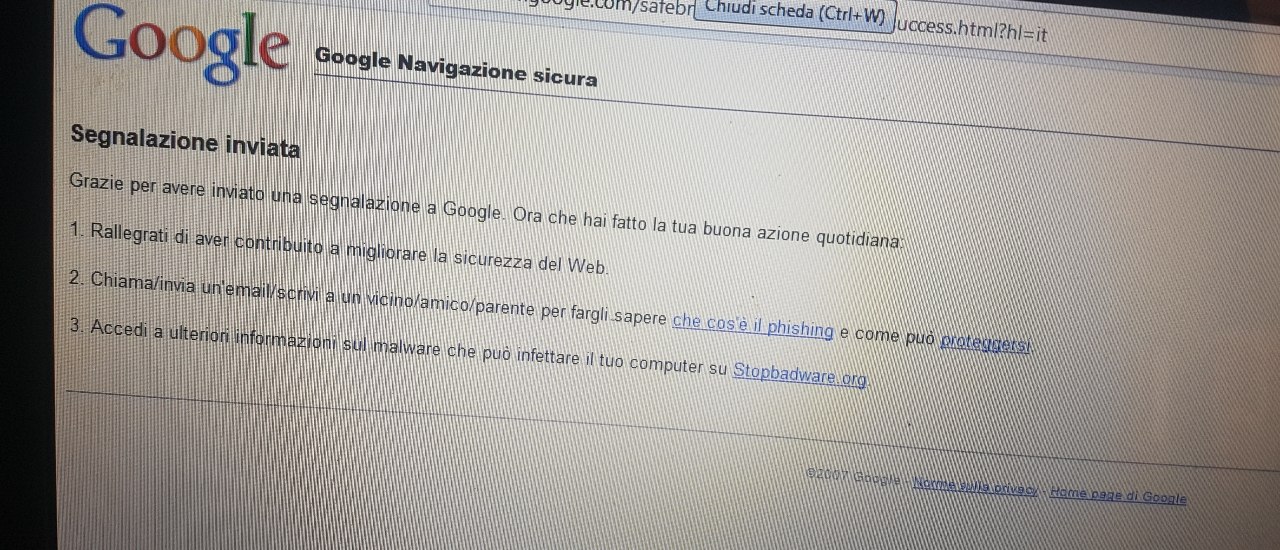 google.com/safebr
Chiudi scheda (Ctrl+W)
uccess.html?hl=it
Google
Google Navigazione sicura
Segnalazione inviata
Grazie per avere inviato una segnalazione a Google. Ora che hai fatto la tua buona azione quotidiana:
1. Rallegrati di aver contribuito a migliorare la sicurezza del Web.
2. Chiama/invia un'email/scrivi a un vicino/amico/parente per fargli sapere che cos'è il phishing e come può proteggersi.
3. Accedi a ulteriori informazioni sul malware che può infettare il tuo computer su Stopbadware.org.
©2007 Google - Norme sulla privacy - Home page di Google